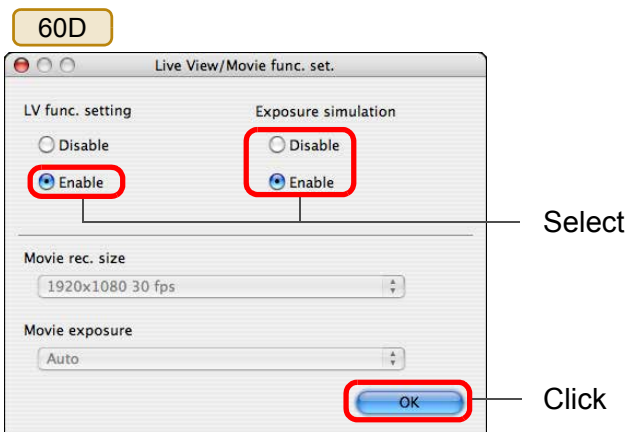 60D
Live View/Movie func. set.
LV func. setting
Exposure simulation
Disable
Disable
Enable
Enable
Select
Movie rec. size
1920x1080 30 fps
Movie exposure
Auto
OK
Click